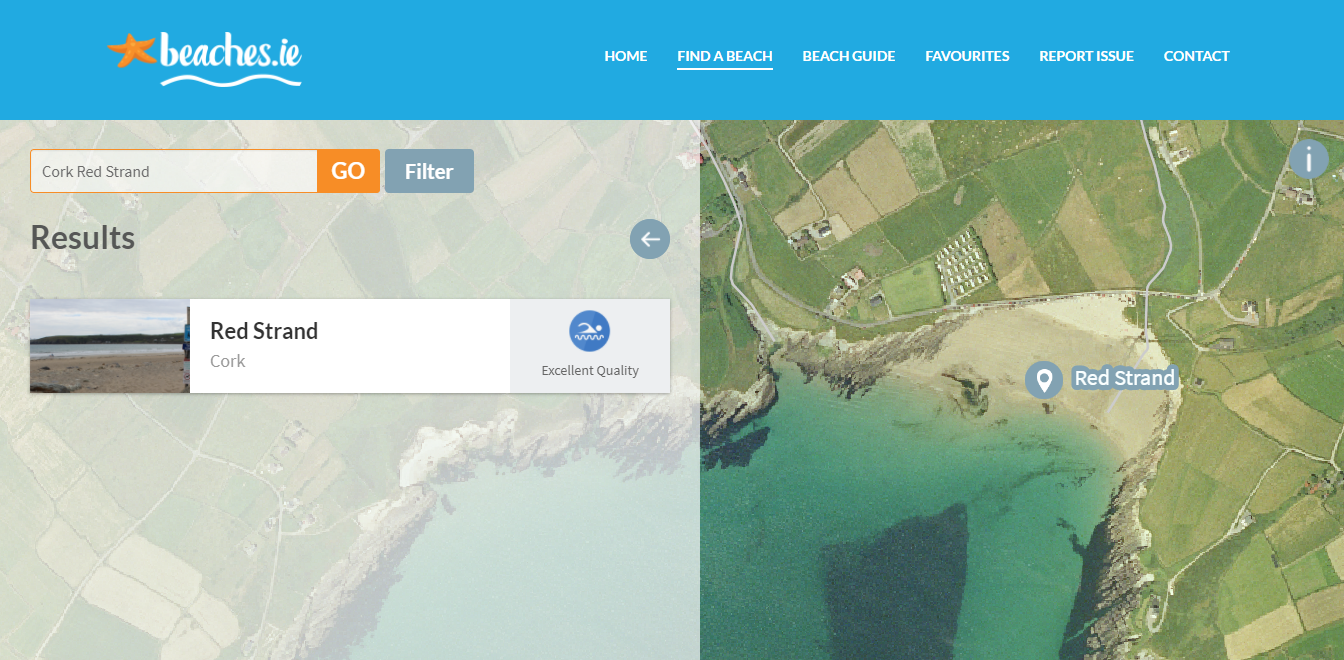 beaches.ie
HOME
FIND A BEACH
BEACH GUIDE
FAVOURITES
REPORT ISSUE
CONTACT
Cork Red Strand
GO
Filter
i
Results
Red Strand
Cork
Excellent Quality
Red Strand